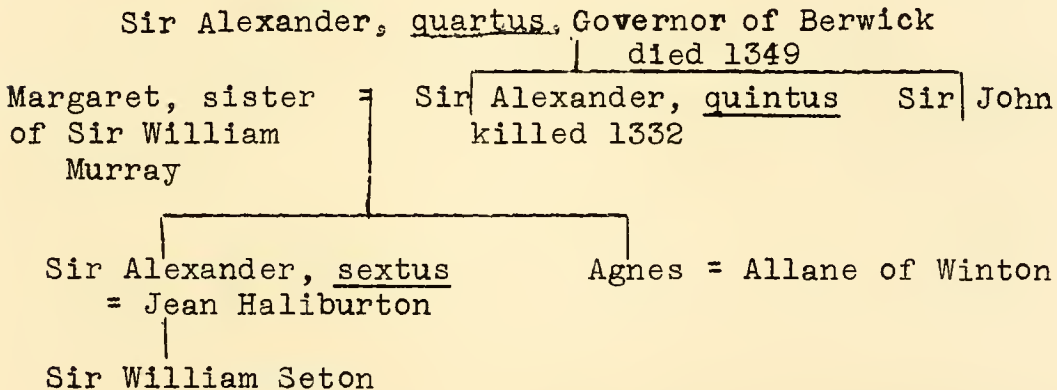 Sir Alexander, quartus, Governor of Berwick
died 1349
Margaret, sister = Sir Alexander, quintus Sir John
of Sir William killed 1332
Murray
Sir Alexander, sextus Agnes = Allane of Winton
= Jean Haliburton
Sir William Seton